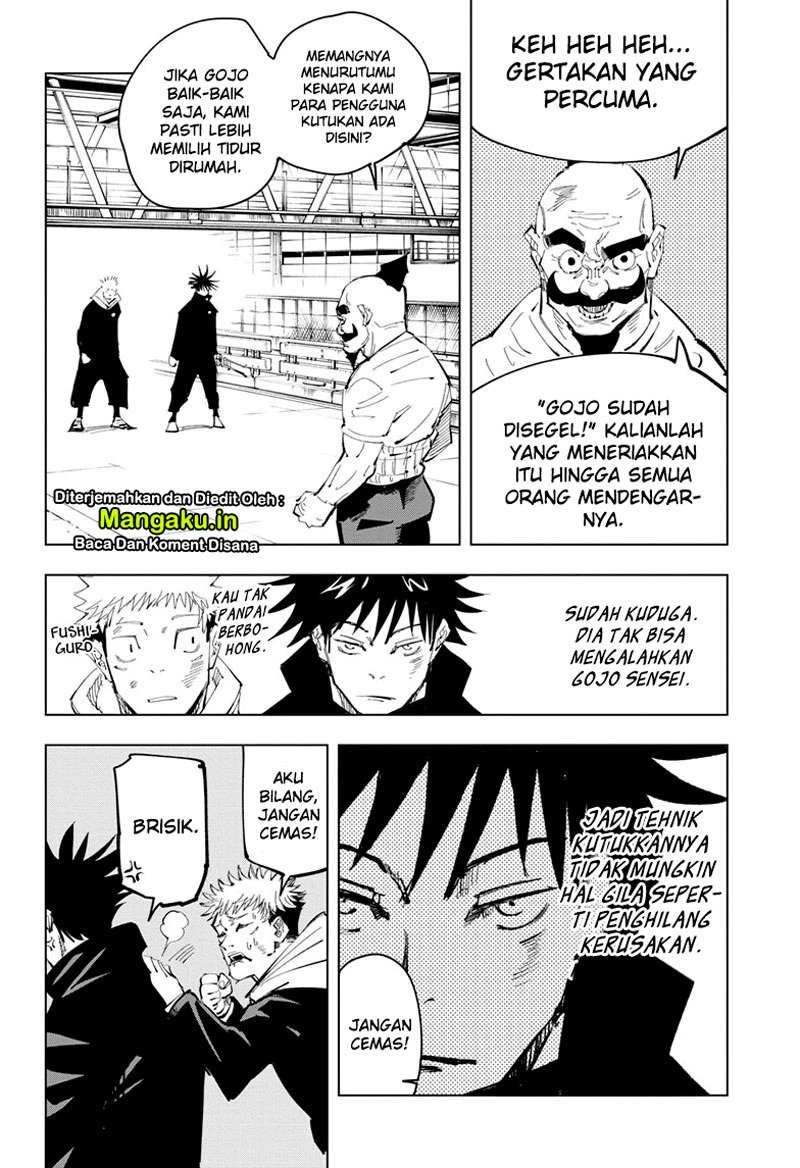 KEH HEH HEH...
GERTAKAN YANG
PERCUMA.
"GOJO SUDAH
DISEGEL!" KALIANLAH
YANG MENERIAKKAN
ITU HINGGA SEMUA
ORANG MENDENGAR-
NYA.
MEMANGNYA
MENURUTUMU
KENAPA KAMI
PARA PENGGUNA
KUTUKAN ADA
DISINI?
JIKA GOJO
BAIK-BAIK
SAJA, KAMI
PASTI LEBIH
MEMILIH TIDUR
DIRUMAH.
Diterjemahkan dan Diedit Oleh :
Mangaku.in
Baca Dan Koment Disana
SUDAH KUDUGA.
DIA TAK BISA
MENGALAHKAN
GOJO SENSEI.
KAU TAK
PANDAI
BERBO-
HONG.
FUSHI-
GURO
JADI TEHNIK
KUTUKKANNYA
TIDAK MUNGKIN
HAL GILA SEPER-
TI PENGHILANG
KERUSAKAN.
JANGAN
CEMAS!
AKU
BILANG,
JANGAN
CEMAS!
BRISIK.